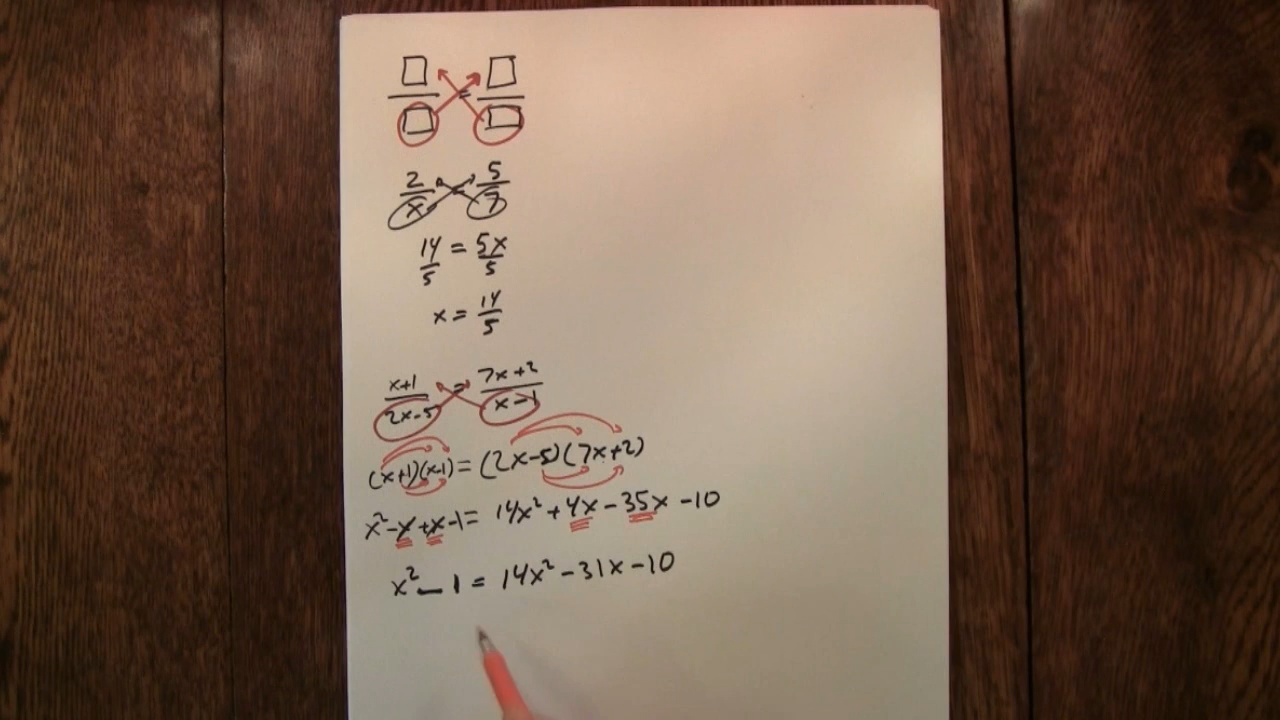 □/□ = □/□
2/x = 5/7
14/5 = 5x/5
x = 14/5
x+1/2x-5 = 7x+2/x-1
(x+1)(x-1) = (2x-5)(7x+2)
x²-x+x-1 = 14x²+4x-35x-10
x²-1 = 14x²-31x-10